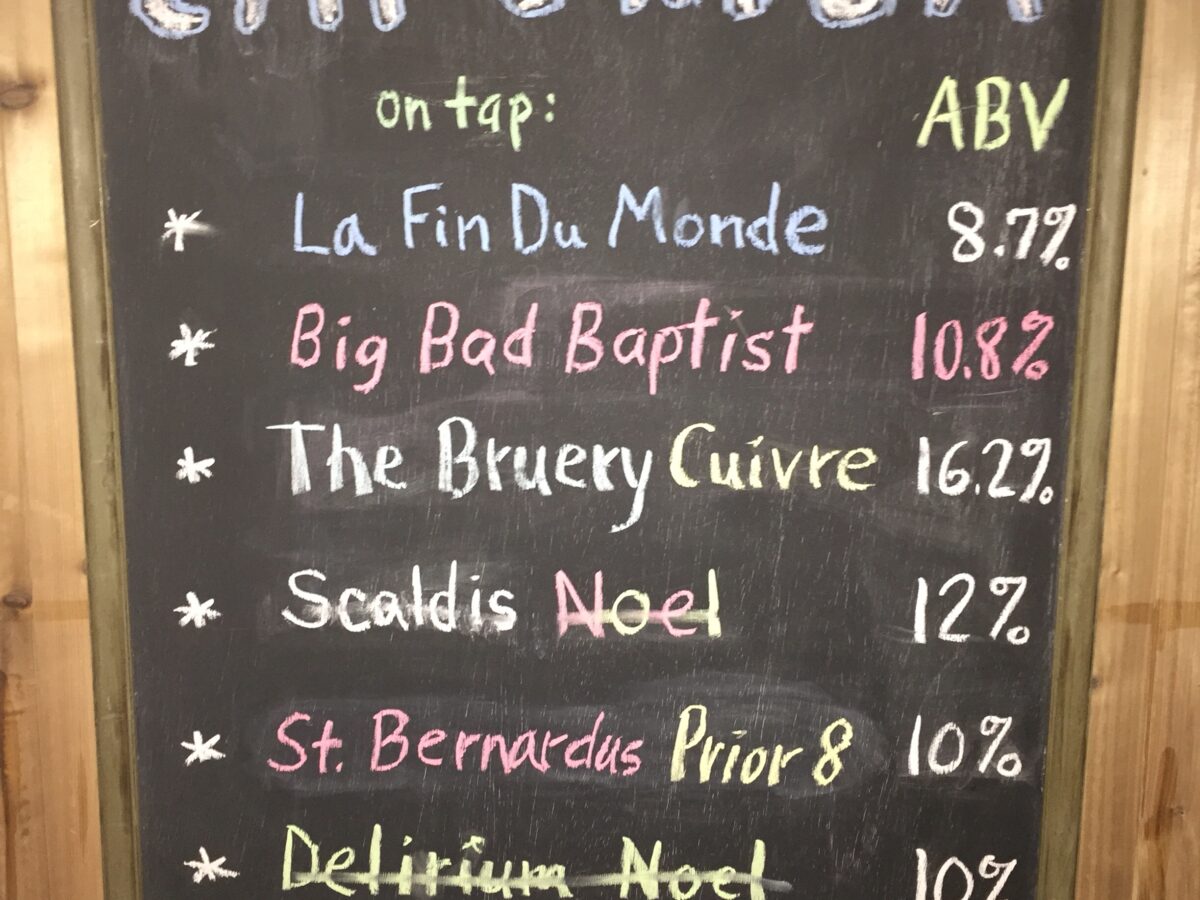 on tap: ABV
* La Fin Du Monde 8.7%
* Big Bad Baptist 10.8%
* The Bruery Cuivre 16.2%
* Scaldis Noel 12%
* St. Bernardus Prior 8 10%
* Delirium Noel 10%